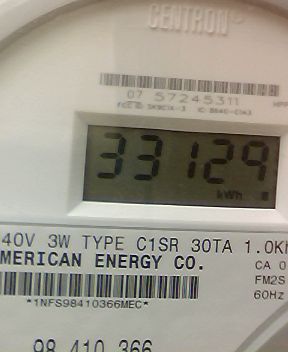 CENTRON®
07 57245311
33129
kWh
40V 3W TYPE C1SR 30TA 1.0K
MERICAN ENERGY CO. CA 0
FM2S
*1NFS98410366MEC* 60Hz
98 410 366